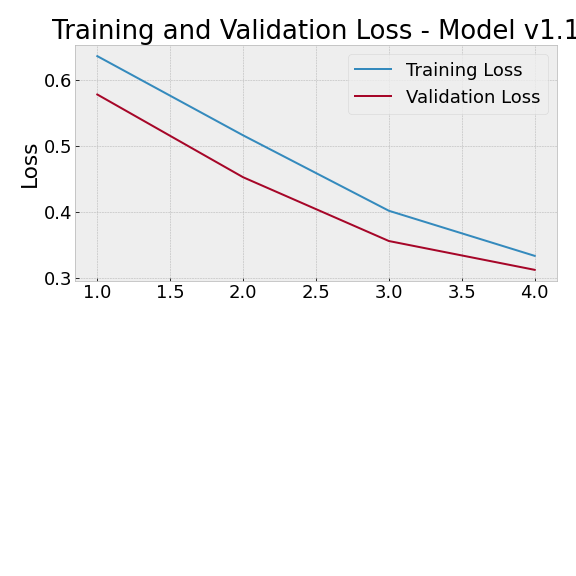 Training and Validation Loss - Model v1.1
Training Loss
Validation Loss
Loss
0.6
0.5
0.4
0.3
1.0 1.5 2.0 2.5 3.0 3.5 4.0